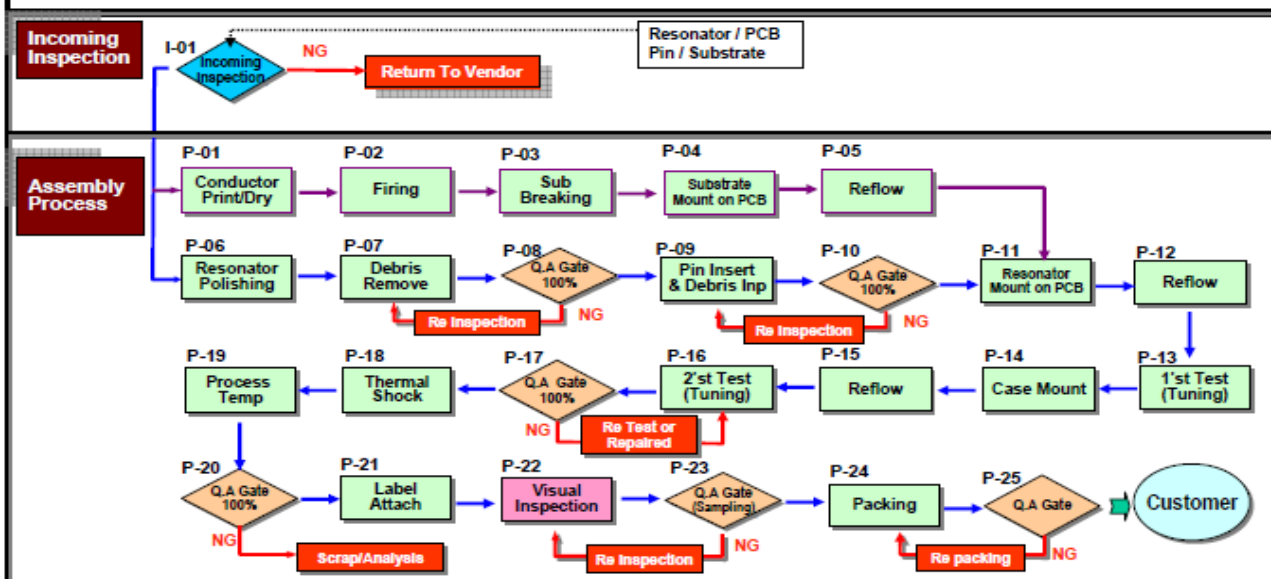 Incoming
Inspection
I-01
Incoming
Inspection
NG
Return To Vendor
Resonator / PCB
Pin / Substrate
Assembly
Process
P-01
Conductor
Print/Dry
P-02
Firing
P-03
Sub
Breaking
P-04
Substrate
Mount on PCB
P-05
Reflow
P-06
Resonator
Polishing
P-07
Debris
Remove
P-08
Q.A Gate
100%
NG
Re Inspection
P-09
Pin Insert
& Debris Inp
P-10
Q.A Gate
100%
NG
Re Inspection
P-11
Resonator
Mount on PCB
P-12
Reflow
P-13
1'st Test
(Tuning)
P-14
Case Mount
P-15
Reflow
P-16
2'st Test
(Tuning)
P-17
Q.A Gate
100%
NG
Re Test or
Repaired
P-18
Thermal
Shock
P-19
Process
Temp
P-20
Q.A Gate
100%
NG
Scrap/Analysis
P-21
Label
Attach
P-22
Visual
Inspection
P-23
Q.A Gate
(Sampling)
NG
Re Inspection
P-24
Packing
P-25
Q.A Gate
NG
Re packing
Customer